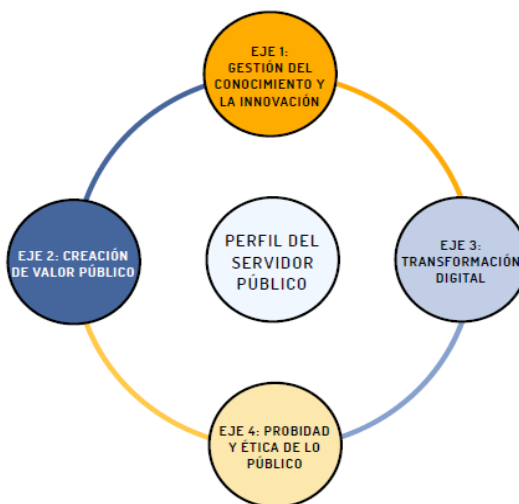 EJE 1:
GESTIÓN DEL
CONOCIMIENTO Y
LA INNOVACIÓN
EJE 2: CREACIÓN
DE VALOR PÚBLICO
PERFIL DEL
SERVIDOR
PÚBLICO
EJE 3:
TRANSFORMACIÓN
DIGITAL
EJE 4: PROBIDAD
Y ÉTICA DE LO
PÚBLICO